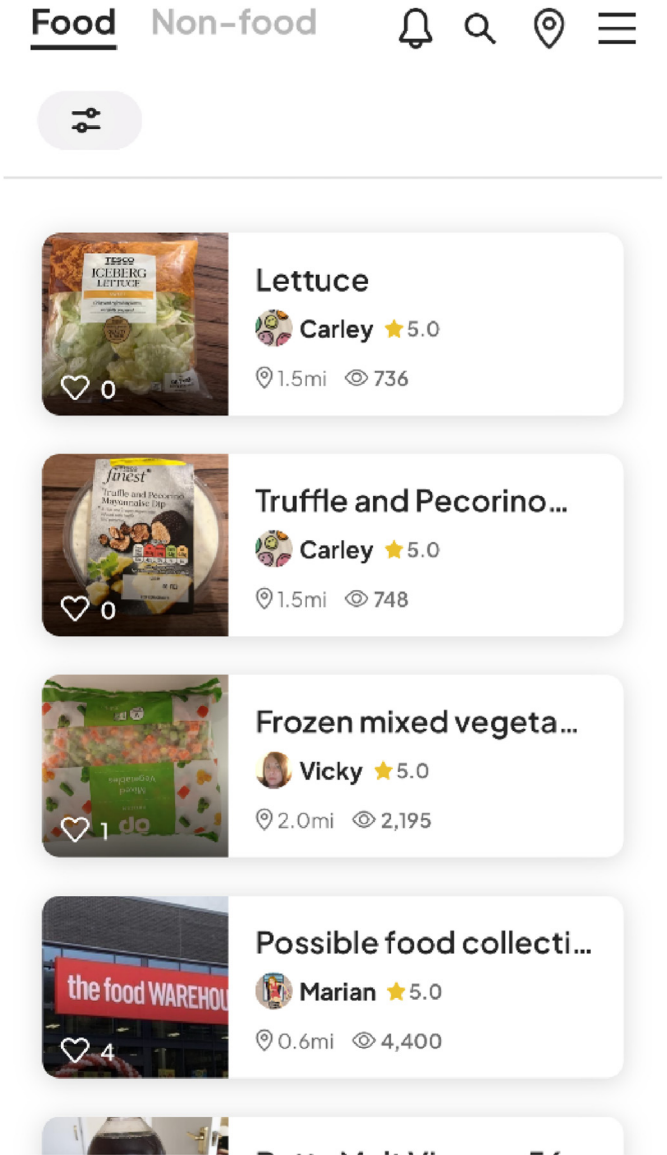 Food Non-food
TESCO
ICEBERG
LETTUCE
0
Lettuce
Carley 5.0
1.5mi 736
finest*
Truffle and Pecorino
Mayonnaise Dip
0
Truffle and Pecorino...
Carley 5.0
1.5mi 748
Mixed
Vegetables
1
Frozen mixed vegeta...
Vicky 5.0
2.0mi 2,195
the food WAREHOU
4
Possible food collecti...
Marian 5.0
0.6mi 4,400